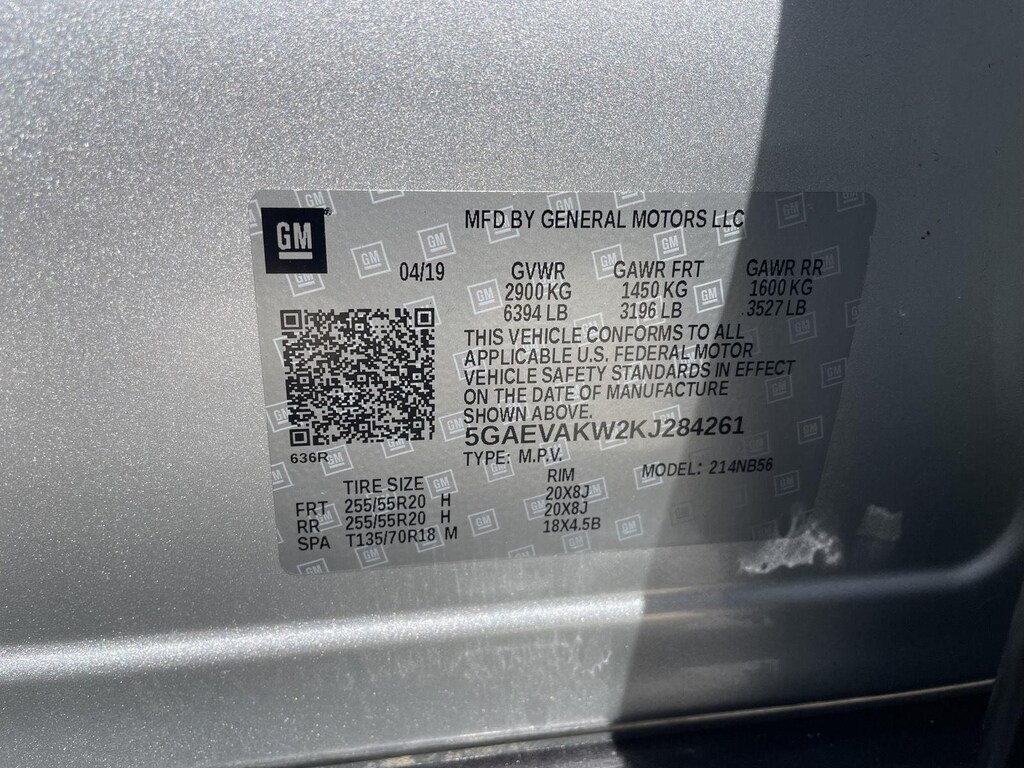 GM
MFD BY GENERAL MOTORS LLC
04/19 GVWR GAWR FRT GAWR RR
2900 KG 1450 KG 1600 KG
6394 LB 3196 LB 3527 LB
THIS VEHICLE CONFORMS TO ALL
APPLICABLE U.S. FEDERAL MOTOR
VEHICLE SAFETY STANDARDS IN EFFECT
ON THE DATE OF MANUFACTURE
SHOWN ABOVE.
5GAEVAKW2KJ284261
636R
TYPE: M.P.V. MODEL: 214NB56
TIRE SIZE RIM
FRT 255/55R20 H 20X8J
RR 255/55R20 H 20X8J
SPA T135/70R18 M 18X4.5B